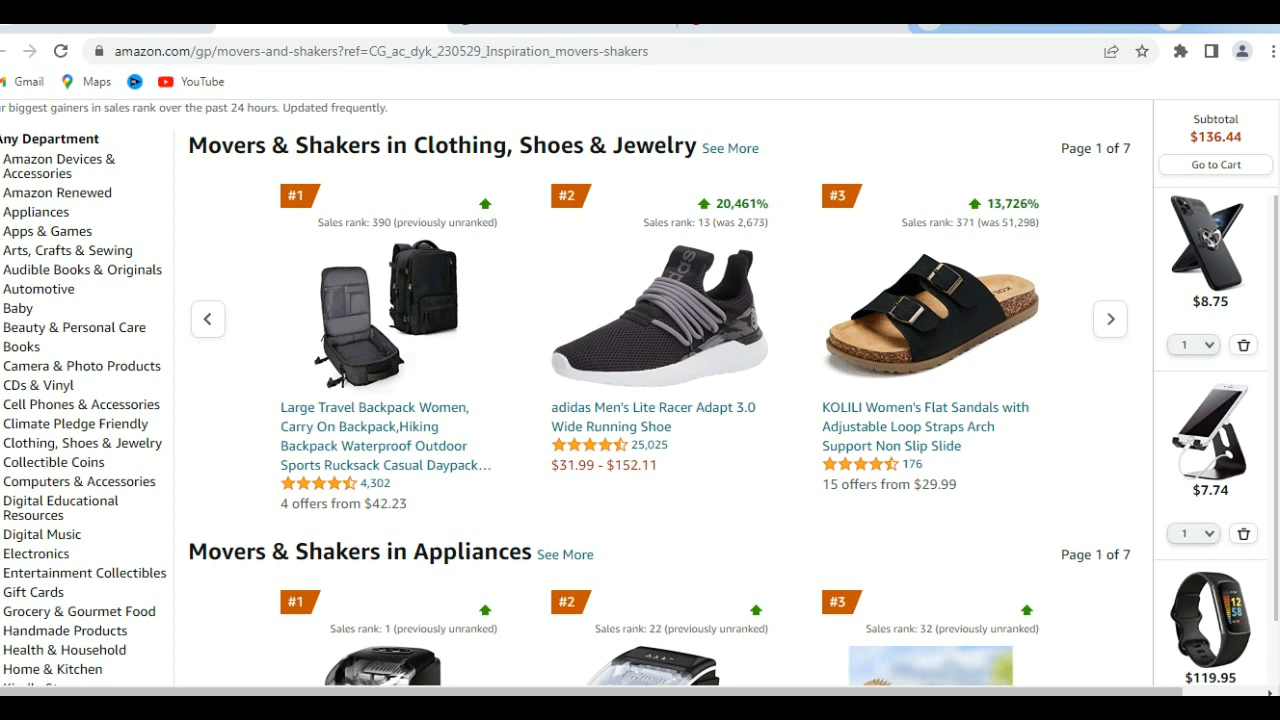 amazon.com/gp/movers-and-shakers?ref=CG_ac_dyk_230529_Inspiration_movers-shakers
Gmail
Maps
YouTube
biggest gainers in sales rank over the past 24 hours. Updated frequently.
Any Department
Amazon Devices &
Accessories
Amazon Renewed
Appliances
Apps & Games
Arts, Crafts & Sewing
Audible Books & Originals
Automotive
Baby
Beauty & Personal Care
Books
Camera & Photo Products
CDs & Vinyl
Cell Phones & Accessories
Climate Pledge Friendly
Clothing, Shoes & Jewelry
Collectible Coins
Computers & Accessories
Digital Educational
Resources
Digital Music
Electronics
Entertainment Collectibles
Gift Cards
Grocery & Gourmet Food
Handmade Products
Health & Household
Home & Kitchen
Movers & Shakers in Clothing, Shoes & Jewelry See More
Page 1 of 7
#1
Sales rank: 390 (previously unranked)
Large Travel Backpack Women,
Carry On Backpack,Hiking
Backpack Waterproof Outdoor
Sports Rucksack Casual Daypack...
4,302
4 offers from $42.23
#2
20,461%
Sales rank: 13 (was 2,673)
adidas
adidas Men's Lite Racer Adapt 3.0
Wide Running Shoe
25,025
$31.99 - $152.11
#3
13,726%
Sales rank: 371 (was 51,298)
KOLILI Women's Flat Sandals with
Adjustable Loop Straps Arch
Support Non Slip Slide
176
15 offers from $29.99
Movers & Shakers in Appliances See More
Page 1 of 7
#1
Sales rank: 1 (previously unranked)
#2
Sales rank: 22 (previously unranked)
#3
Sales rank: 32 (previously unranked)
Subtotal
$136.44
Go to Cart
$8.75
1
$7.74
1
12
58
$119.95